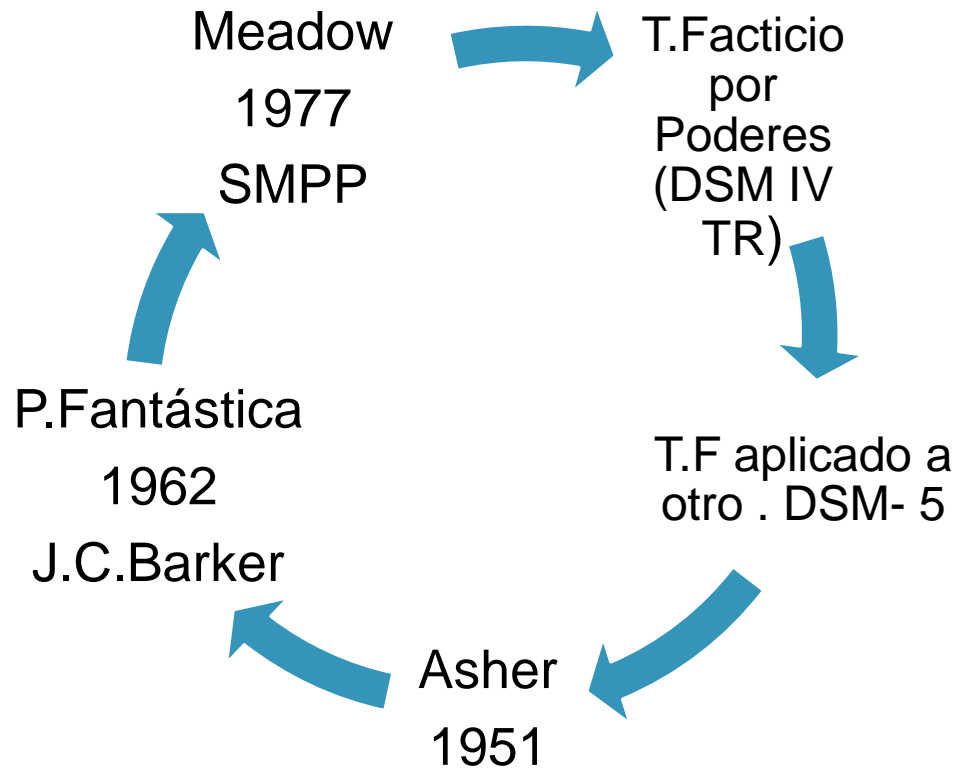 Meadow
1977
SMPP
T.Facticio
por
Poderes
(DSM IV
TR)
T.F aplicado a
otro . DSM- 5
Asher
1951
P.Fantástica
1962
J.C.Barker